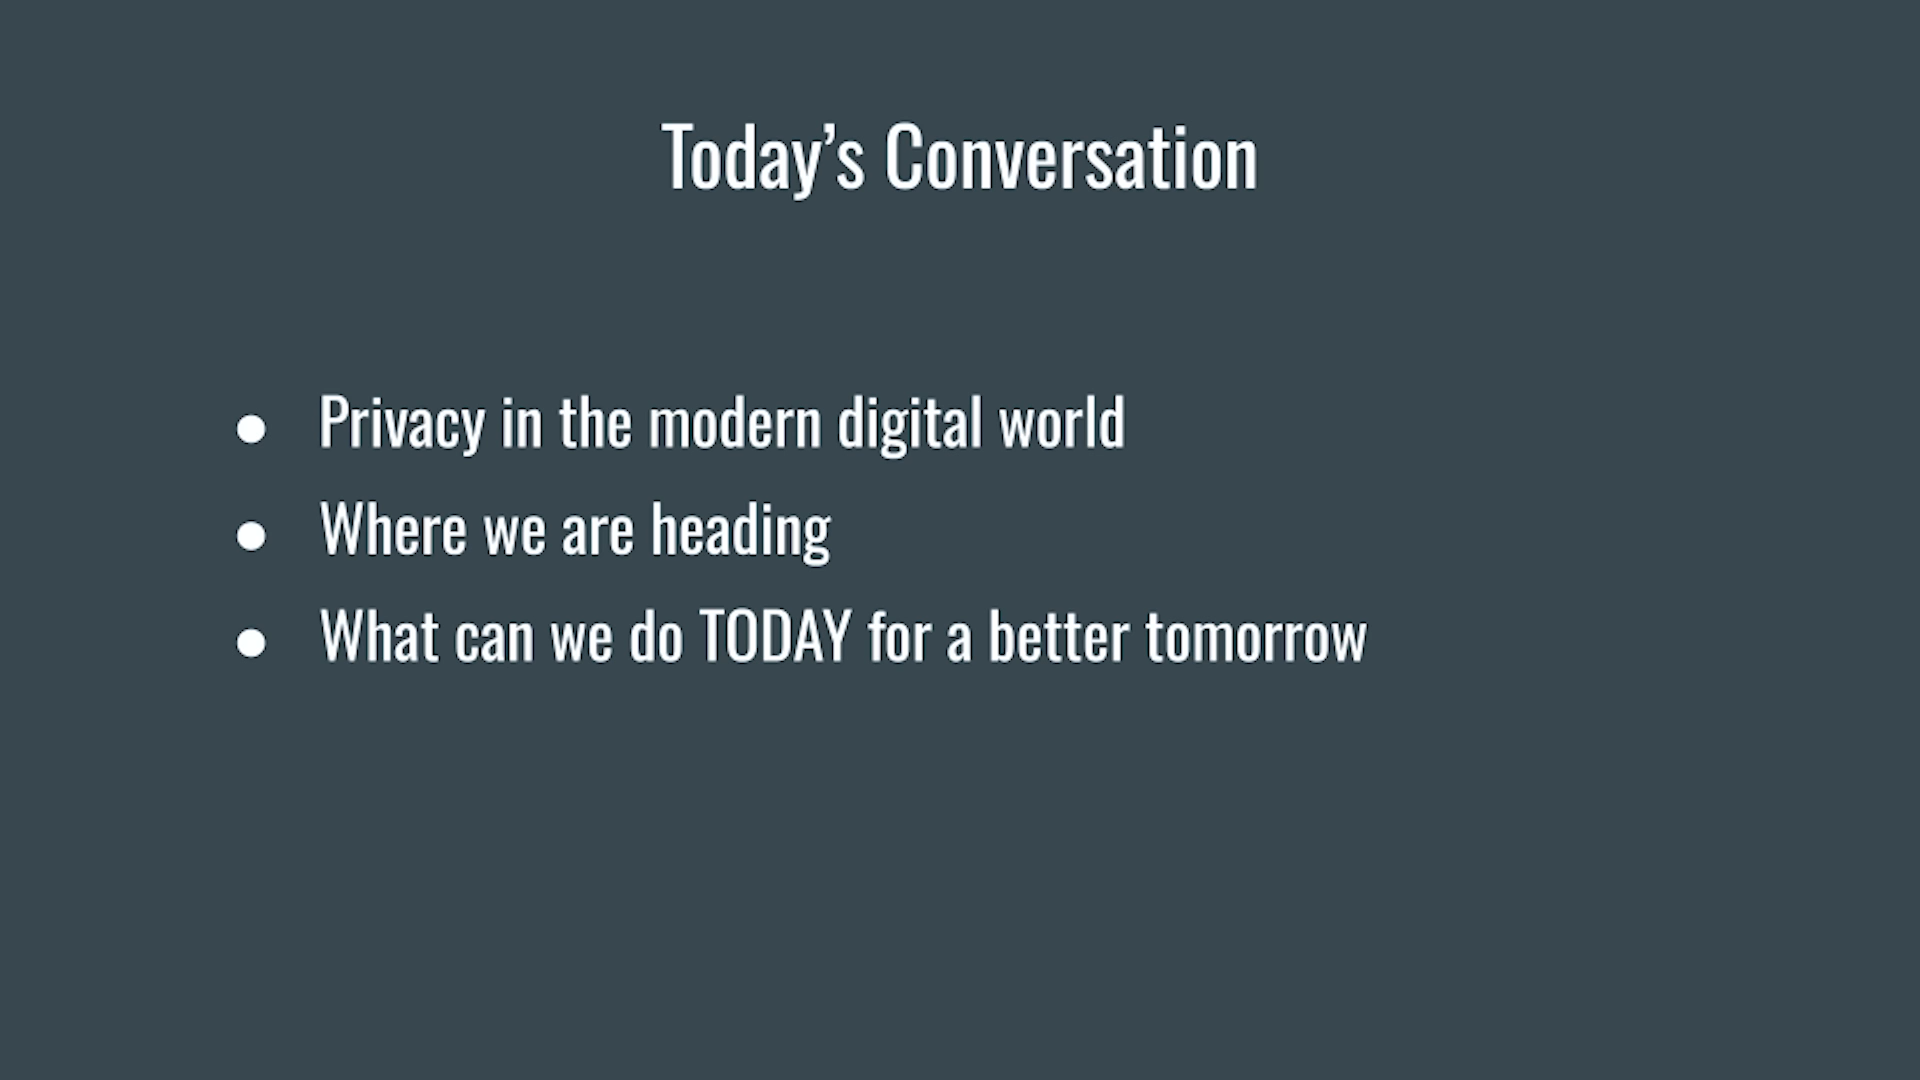 Today’s Conversation
● Privacy in the modern digital world
● Where we are heading
● What can we do TODAY for a better tomorrow